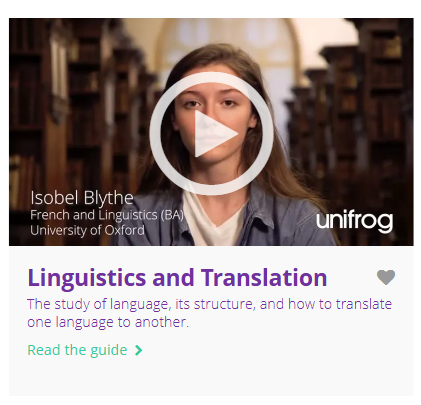 Isobel Blythe
French and Linguistics (BA)
University of Oxford
unifrog
Linguistics and Translation
The study of language, its structure, and how to translate
one language to another.
Read the guide